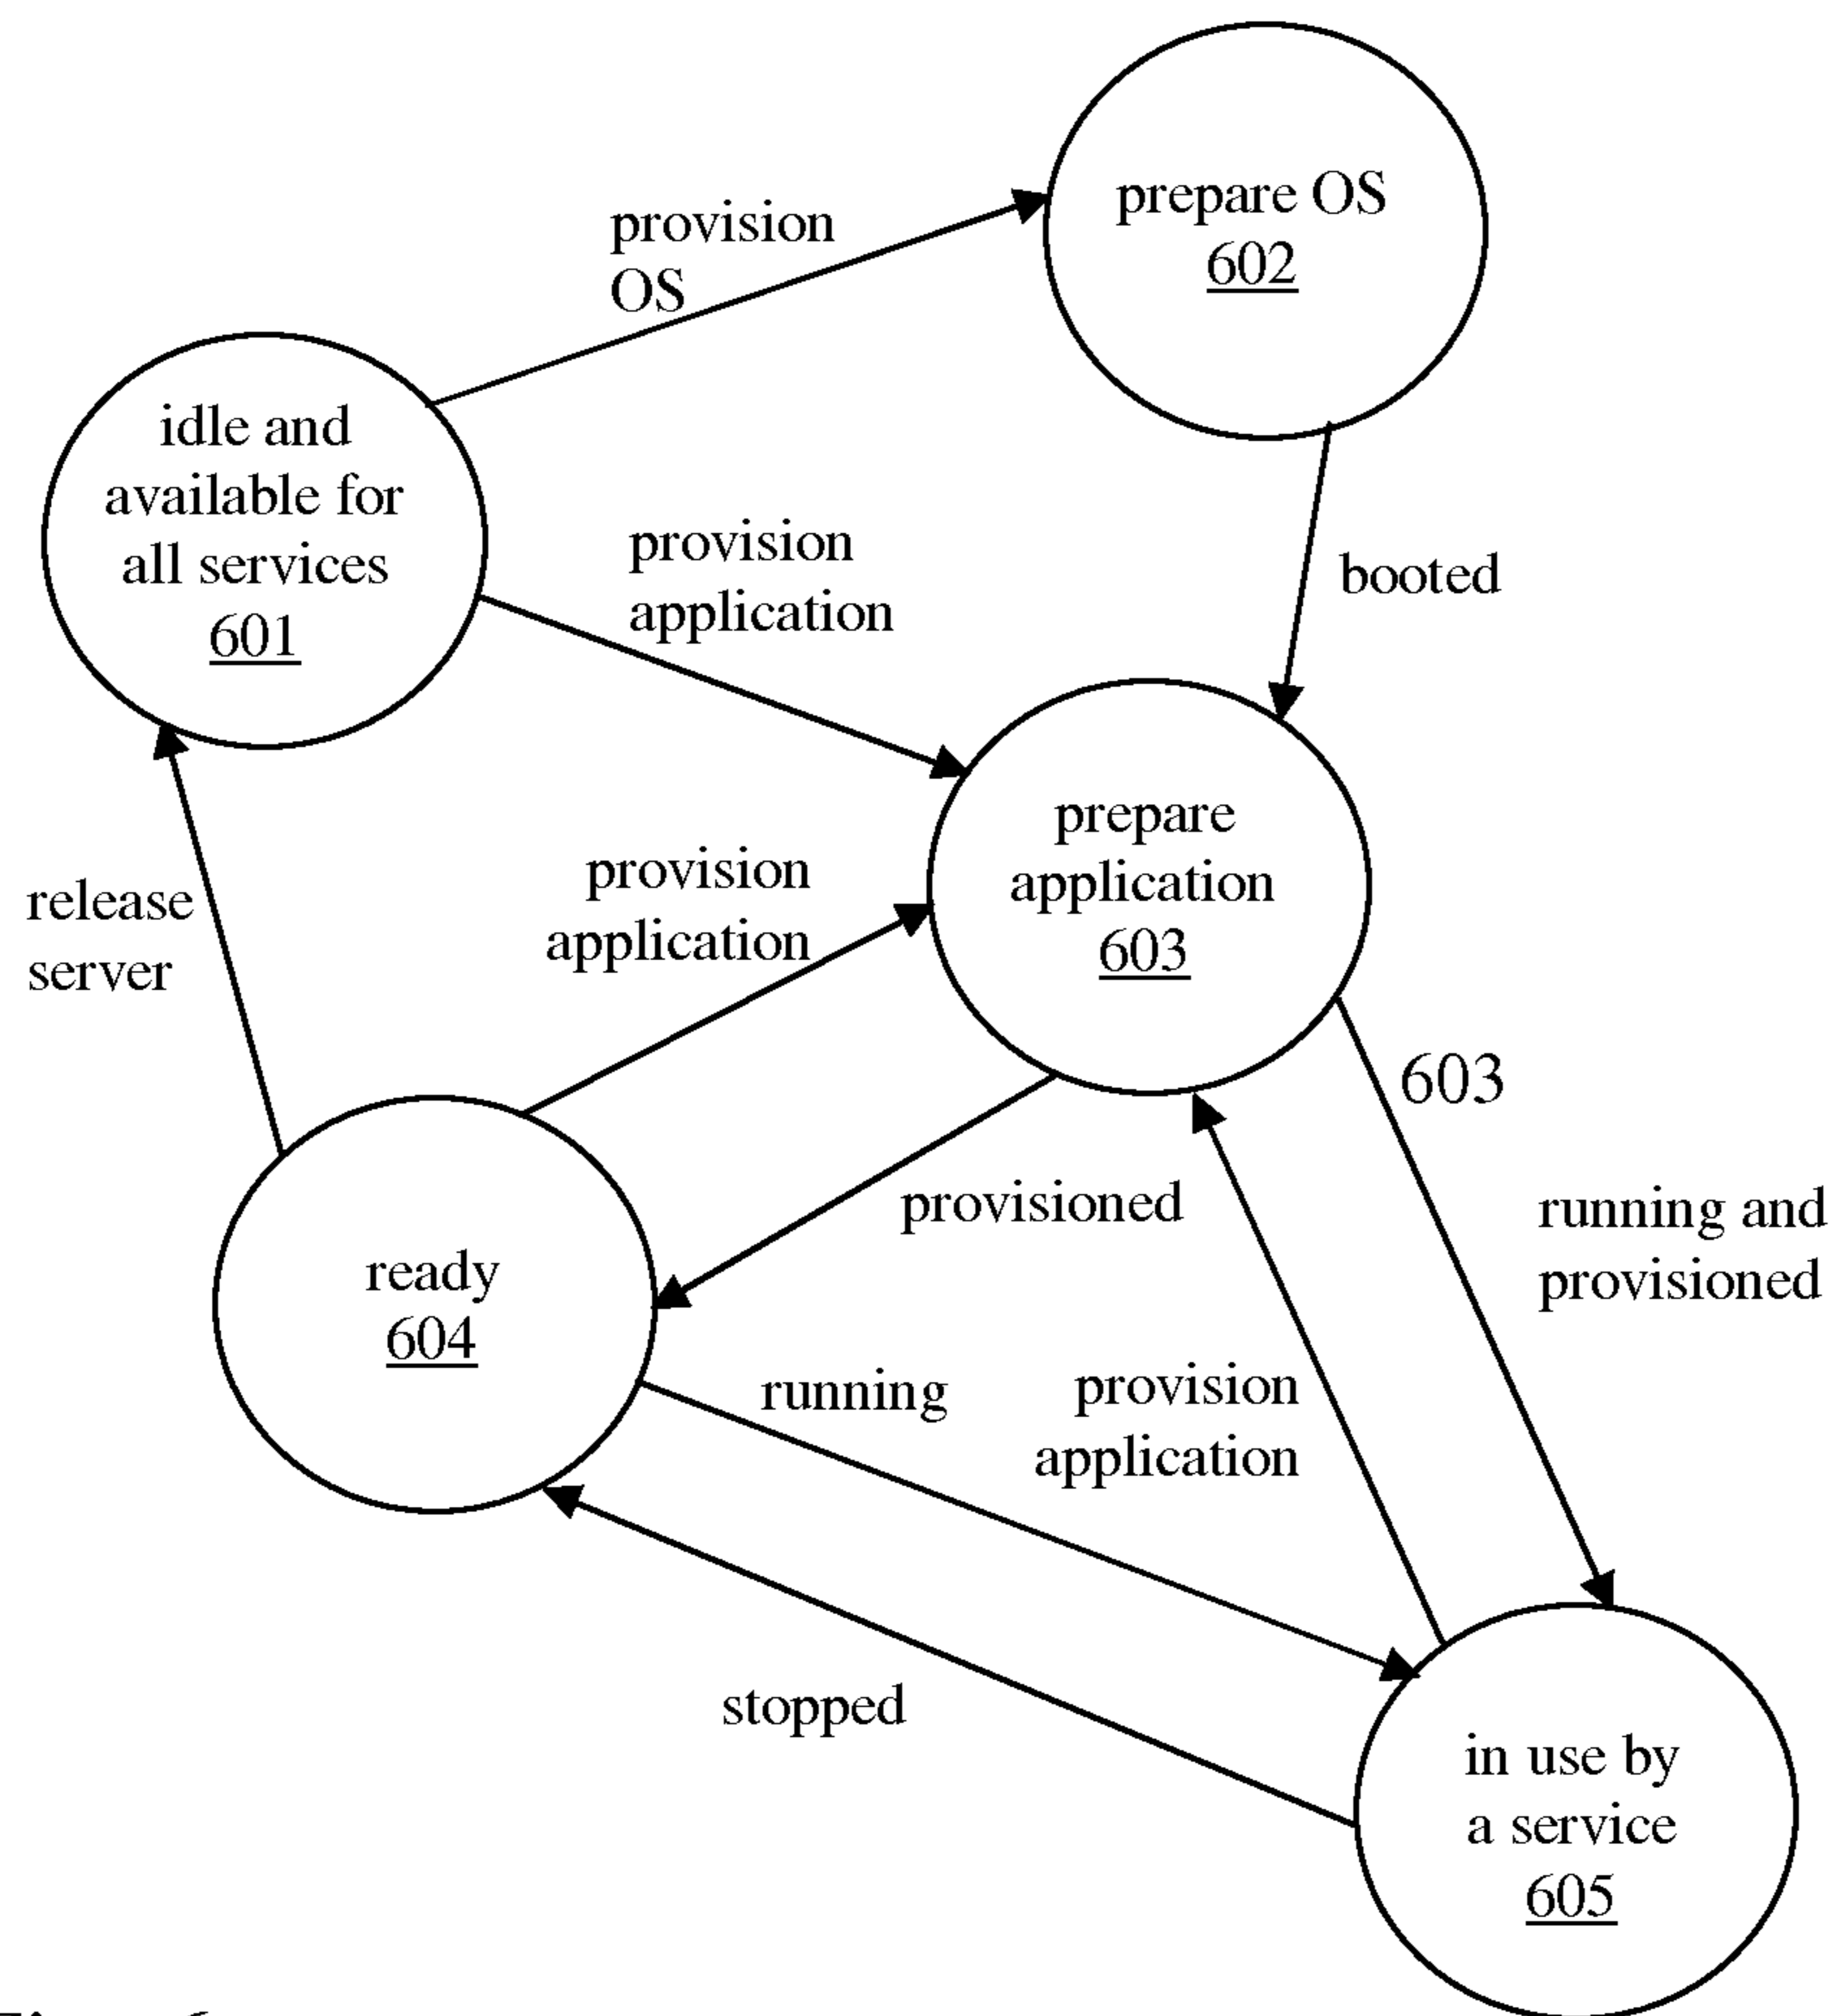 prepare OS
602
provision
OS
idle and
available for
all services
601
provision
application
booted
prepare
application
603
provision
application
release
server
603
provisioned
running and
provisioned
ready
604
running
provision
application
stopped
in use by
a service
605